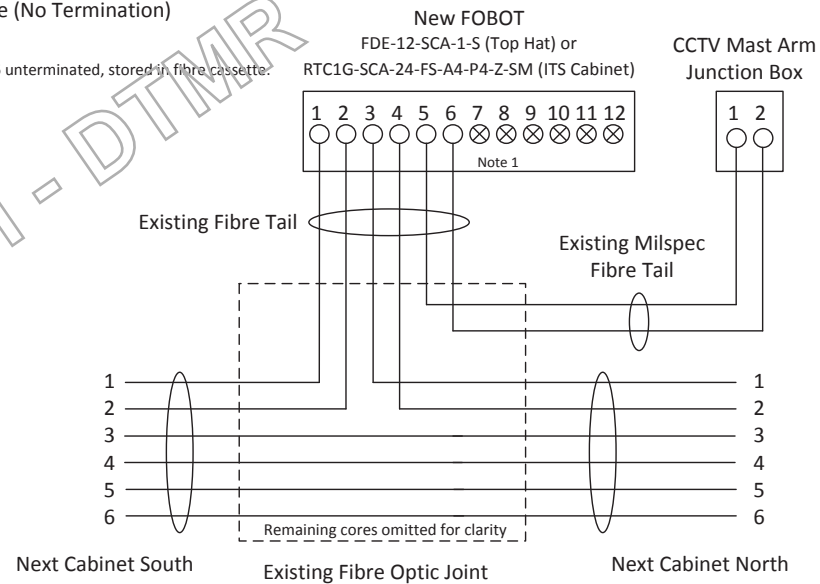 e (No Termination)
unterminated, stored in fibre cassette.
New FOBOT
FDE-12-SCA-1-S (Top Hat) or
RTC1G-SCA-24-FS-A4-P4-Z-SM (ITS Cabinet)
CCTV Mast Arm
Junction Box
1 2 3 4 5 6 7 8 9 10 11 12
Note 1
1 2
DTMR
Existing Fibre Tail
Existing Milspec
Fibre Tail
1 1
2 2
3 3
4 4
5 5
6 6
Remaining cores omitted for clarity
Next Cabinet South
Existing Fibre Optic Joint
Next Cabinet North